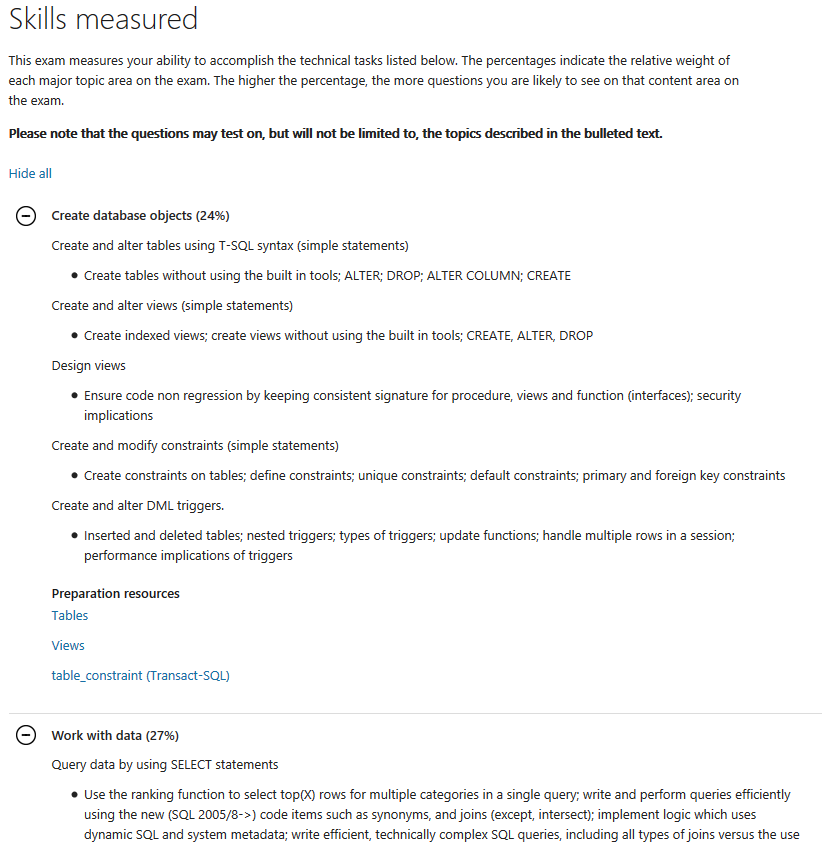 Skills measured
This exam measures your ability to accomplish the technical tasks listed below. The percentages indicate the relative weight of
each major topic area on the exam. The higher the percentage, the more questions you are likely to see on that content area on
the exam.
Please note that the questions may test on, but will not be limited to, the topics described in the bulleted text.
Hide all
Create database objects (24%)
Create and alter tables using T-SQL syntax (simple statements)
• Create tables without using the built in tools; ALTER; DROP; ALTER COLUMN; CREATE
Create and alter views (simple statements)
• Create indexed views; create views without using the built in tools; CREATE, ALTER, DROP
Design views
• Ensure code non regression by keeping consistent signature for procedure, views and function (interfaces); security
implications
Create and modify constraints (simple statements)
• Create constraints on tables; define constraints; unique constraints; default constraints; primary and foreign key constraints
Create and alter DML triggers.
• Inserted and deleted tables; nested triggers; types of triggers; update functions; handle multiple rows in a session;
performance implications of triggers
Preparation resources
Tables
Views
table_constraint (Transact-SQL)
Work with data (27%)
Query data by using SELECT statements
• Use the ranking function to select top(X) rows for multiple categories in a single query; write and perform queries efficiently
using the new (SQL 2005/8->) code items such as synonyms, and joins (except, intersect); implement logic which uses
dynamic SQL and system metadata; write efficient, technically complex SQL queries, including all types of joins versus the use